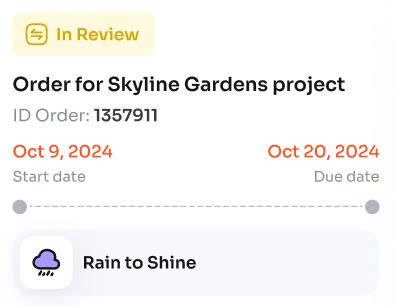 In Review
Order for Skyline Gardens project
ID Order: 1357911
Oct 9, 2024 Oct 20, 2024
Start date Due date
Rain to Shine